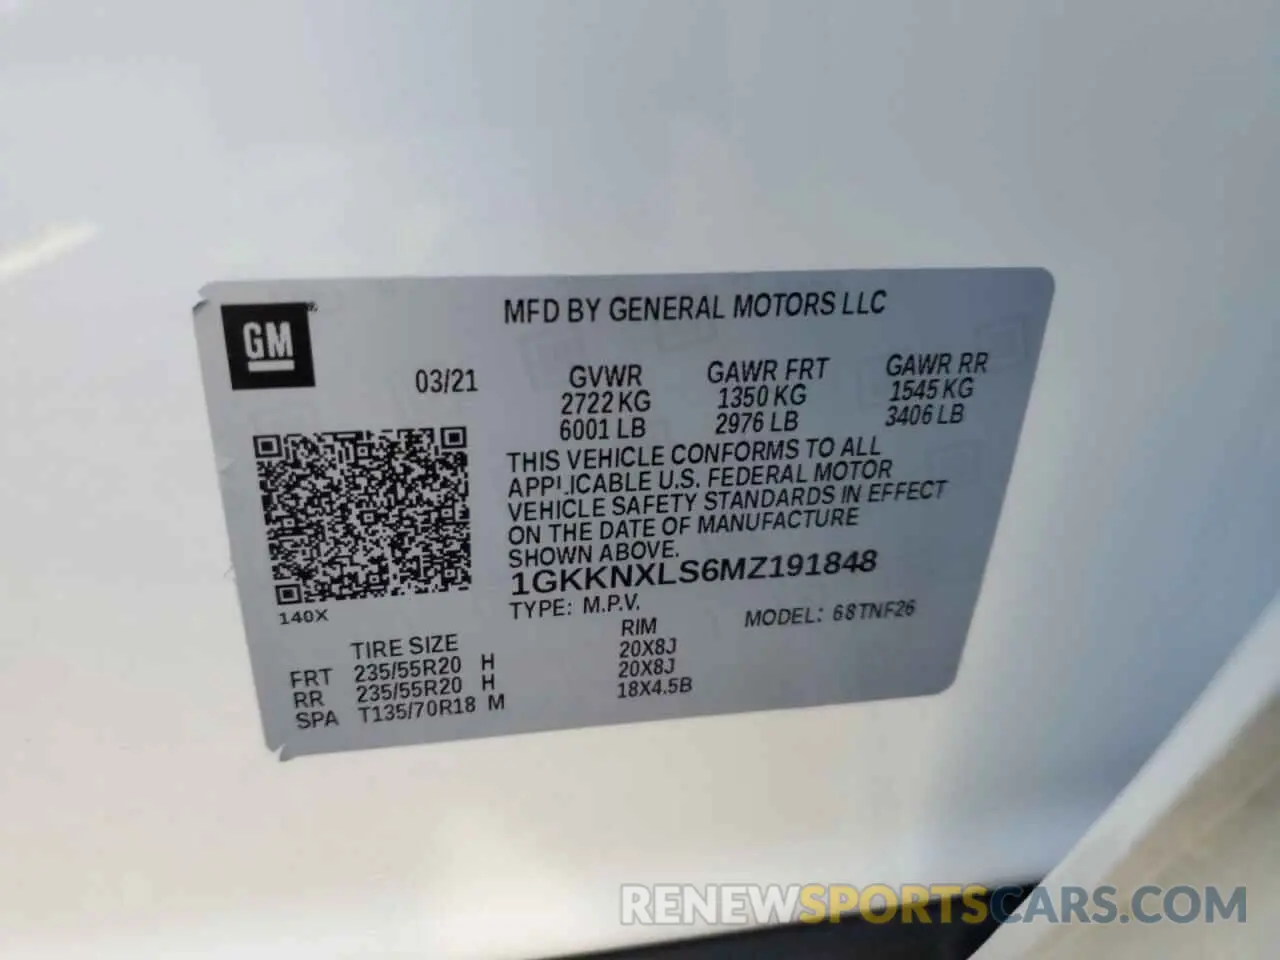 GM
MFD BY GENERAL MOTORS LLC
03/21
GVWR GAWR FRT GAWR RR
2722 KG 1350 KG 1545 KG
6001 LB 2976 LB 3406 LB
THIS VEHICLE CONFORMS TO ALL
APPLICABLE U.S. FEDERAL MOTOR
VEHICLE SAFETY STANDARDS IN EFFECT
ON THE DATE OF MANUFACTURE
SHOWN ABOVE.
1GKKNXLS6MZ191848
TYPE: M.P.V. MODEL: 68TNF26
140X
TIRE SIZE RIM
FRT 235/55R20 H 20X8J
RR 235/55R20 H 20X8J
SPA T135/70R18 M 18X4.5B
RENEWSPORTSCARS.COM